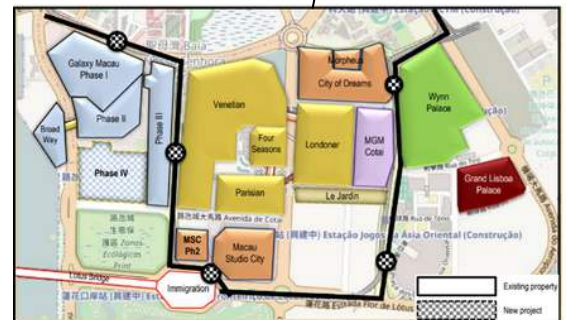 Morpheus
City of Dreams
Galaxy Macau
Phase I
Phase II
Phase III
Venetian
Wynn
Palace
Broad
Way
Four
Seasons
Londoner
MGM
Cotai
Phase IV
Grand Lisboa
Palace
Parisian
Le Jardin
Avenida de Cotai
MSC
Ph2
Macau
Studio City
Estação Jogos da Ásia Oriental (Construção)
Zonas
Ecológicas
Lotus Bridge
Immigration
Estrada Flor de Lótus
Existing property
New project